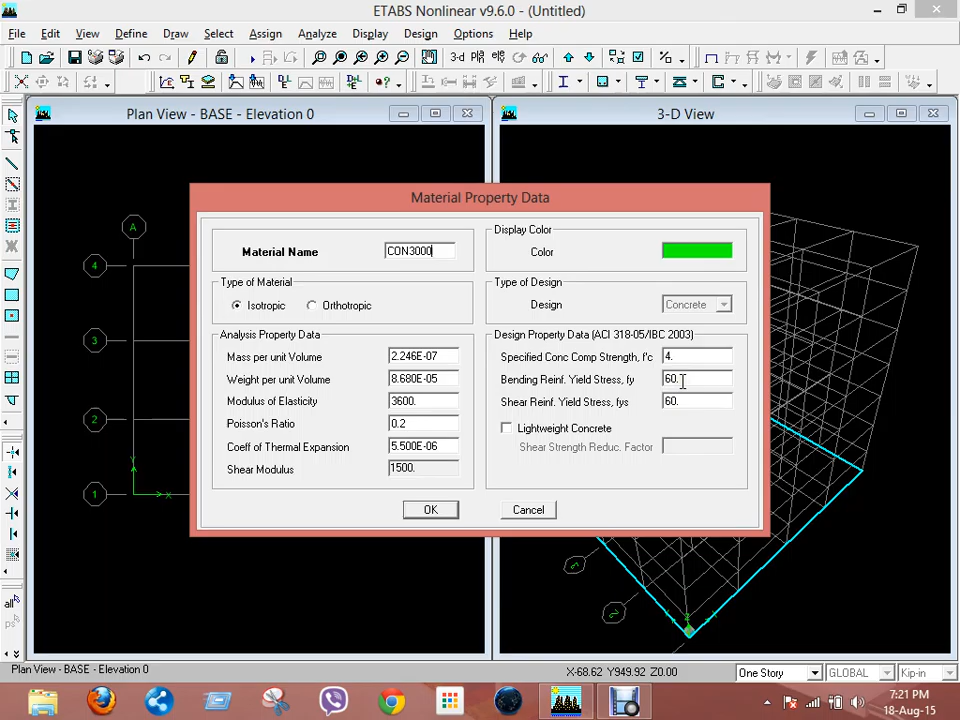 ETABS Nonlinear v9.6.0 - (Untitled)
File Edit View Define Draw Select Assign Analyze Display Design Options Help
3-d
Plan View - BASE - Elevation 0
3-D View
Material Property Data
Material Name CON3000
Display Color
Color
Type of Material
Isotropic Orthotropic
Type of Design
Design Concrete
Analysis Property Data
Mass per unit Volume 2.246E-07
Weight per unit Volume 8.680E-05
Modulus of Elasticity 3600.
Poisson's Ratio 0.2
Coeff of Thermal Expansion 5.500E-06
Shear Modulus 1500.
Design Property Data (ACI 318-05/IBC 2003)
Specified Conc Comp Strength, f'c 4.
Bending Reinf. Yield Stress, fy 60.
Shear Reinf. Yield Stress, fys 60.
Lightweight Concrete
Shear Strength Reduc. Factor
OK Cancel
A
4
3
2
1
Y
X
all
ps
Plan View - BASE - Elevation 0
X-68.62 Y949.92 Z0.00
One Story
GLOBAL
Kip-in
7:21 PM
18-Aug-15